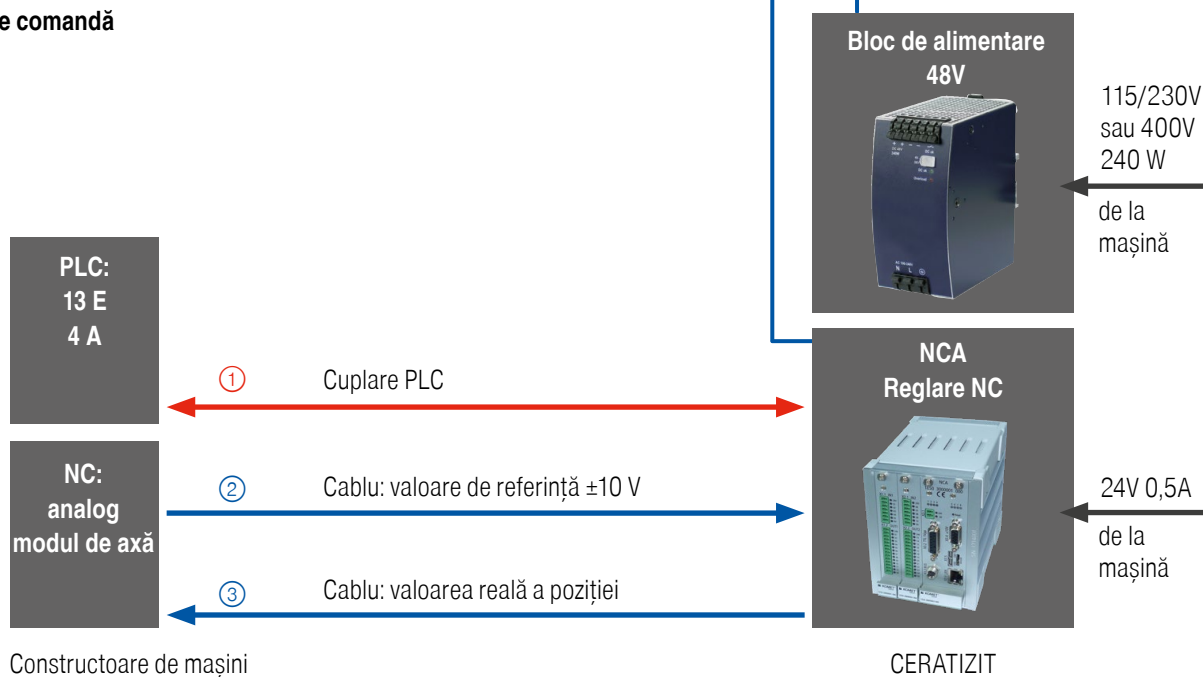 e comandă
Bloc de alimentare
48V
115/230V
sau 400V
240 W
de la
mașină
PLC:
13 E
4 A
① Cuplare PLC
NCA
Reglare NC
NC:
analog
modul de axă
② Cablu: valoare de referință ±10 V
24V 0,5A
de la
mașină
③ Cablu: valoarea reală a poziției
Constructoare de mașini
CERATIZIT